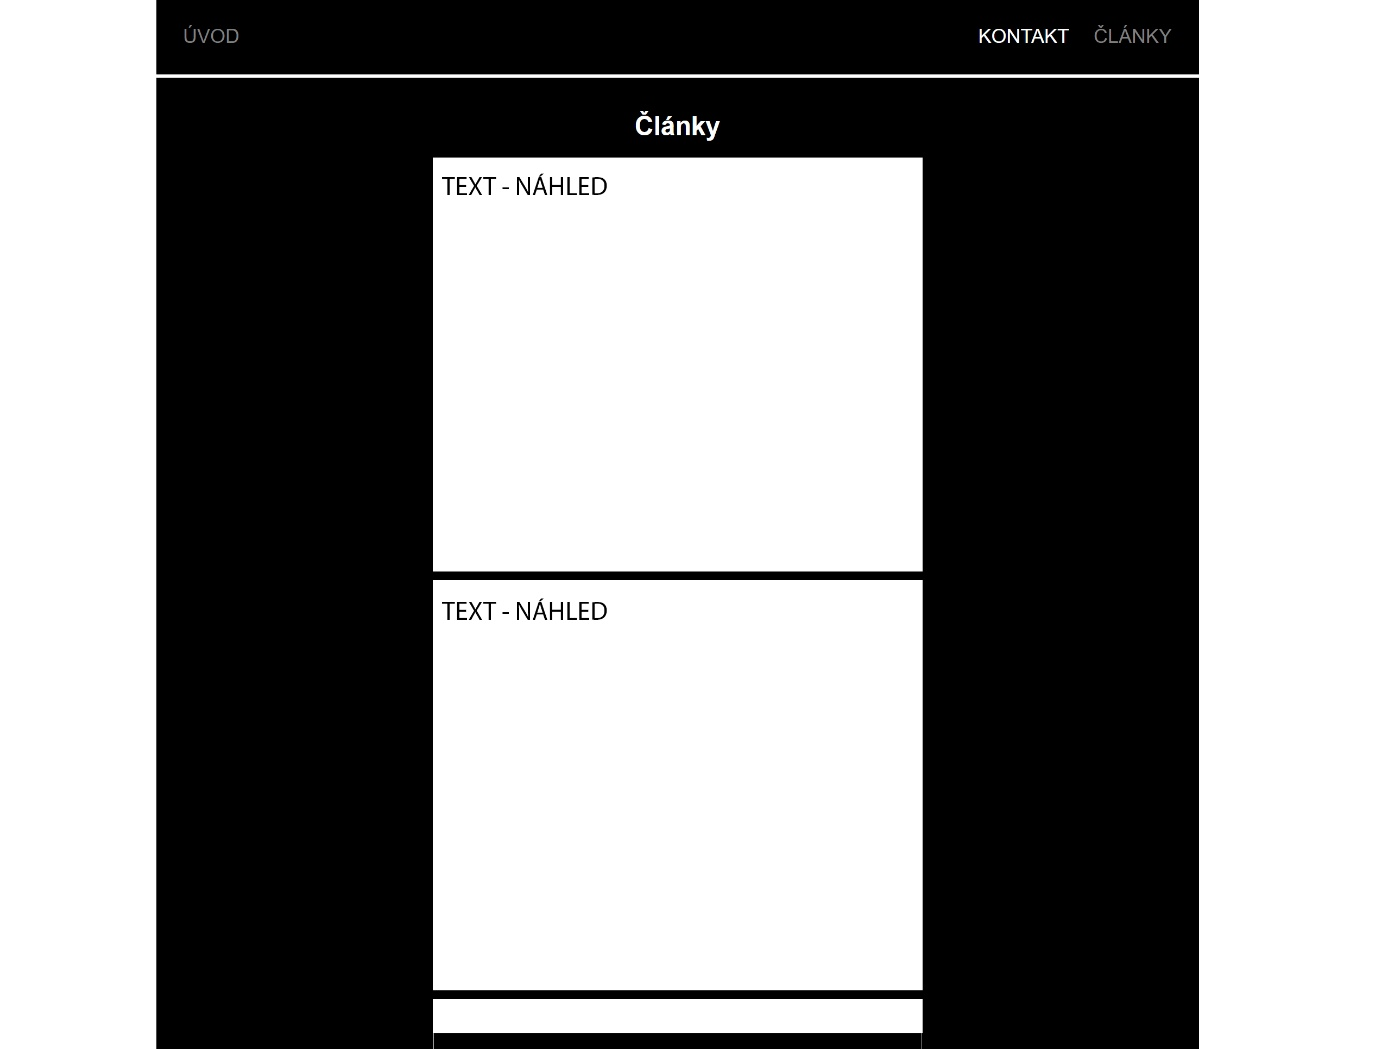 ÚVOD KONTAKT ČLÁNKY
Články
TEXT - NÁHLED
TEXT - NÁHLED